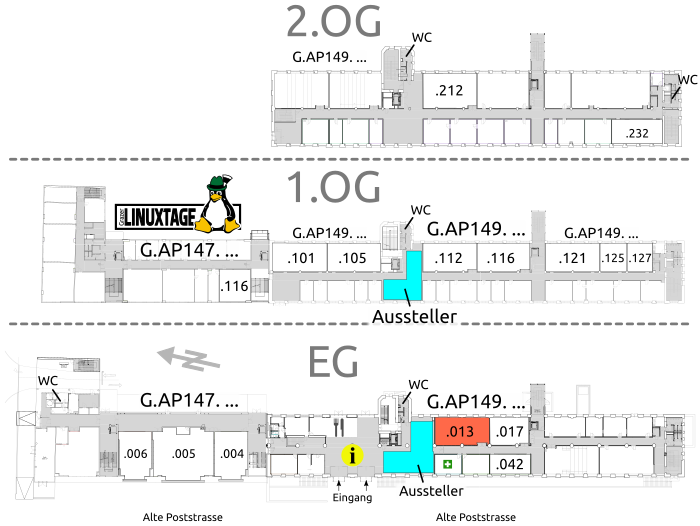 2.OG
G.AP149. ...
WC
WC
.212
.232
Grazer
LINUXTAGE
1.OG
WC
G.AP147. ...
G.AP149. ...
G.AP149. ...
G.AP149. ...
.101
.105
.112
.116
.121
.125
.127
.116
Aussteller
EG
WC
G.AP147. ...
WC
G.AP149. ...
.013
.017
.006
.005
.004
i
.042
Eingang
Aussteller
Alte Poststrasse
Alte Poststrasse